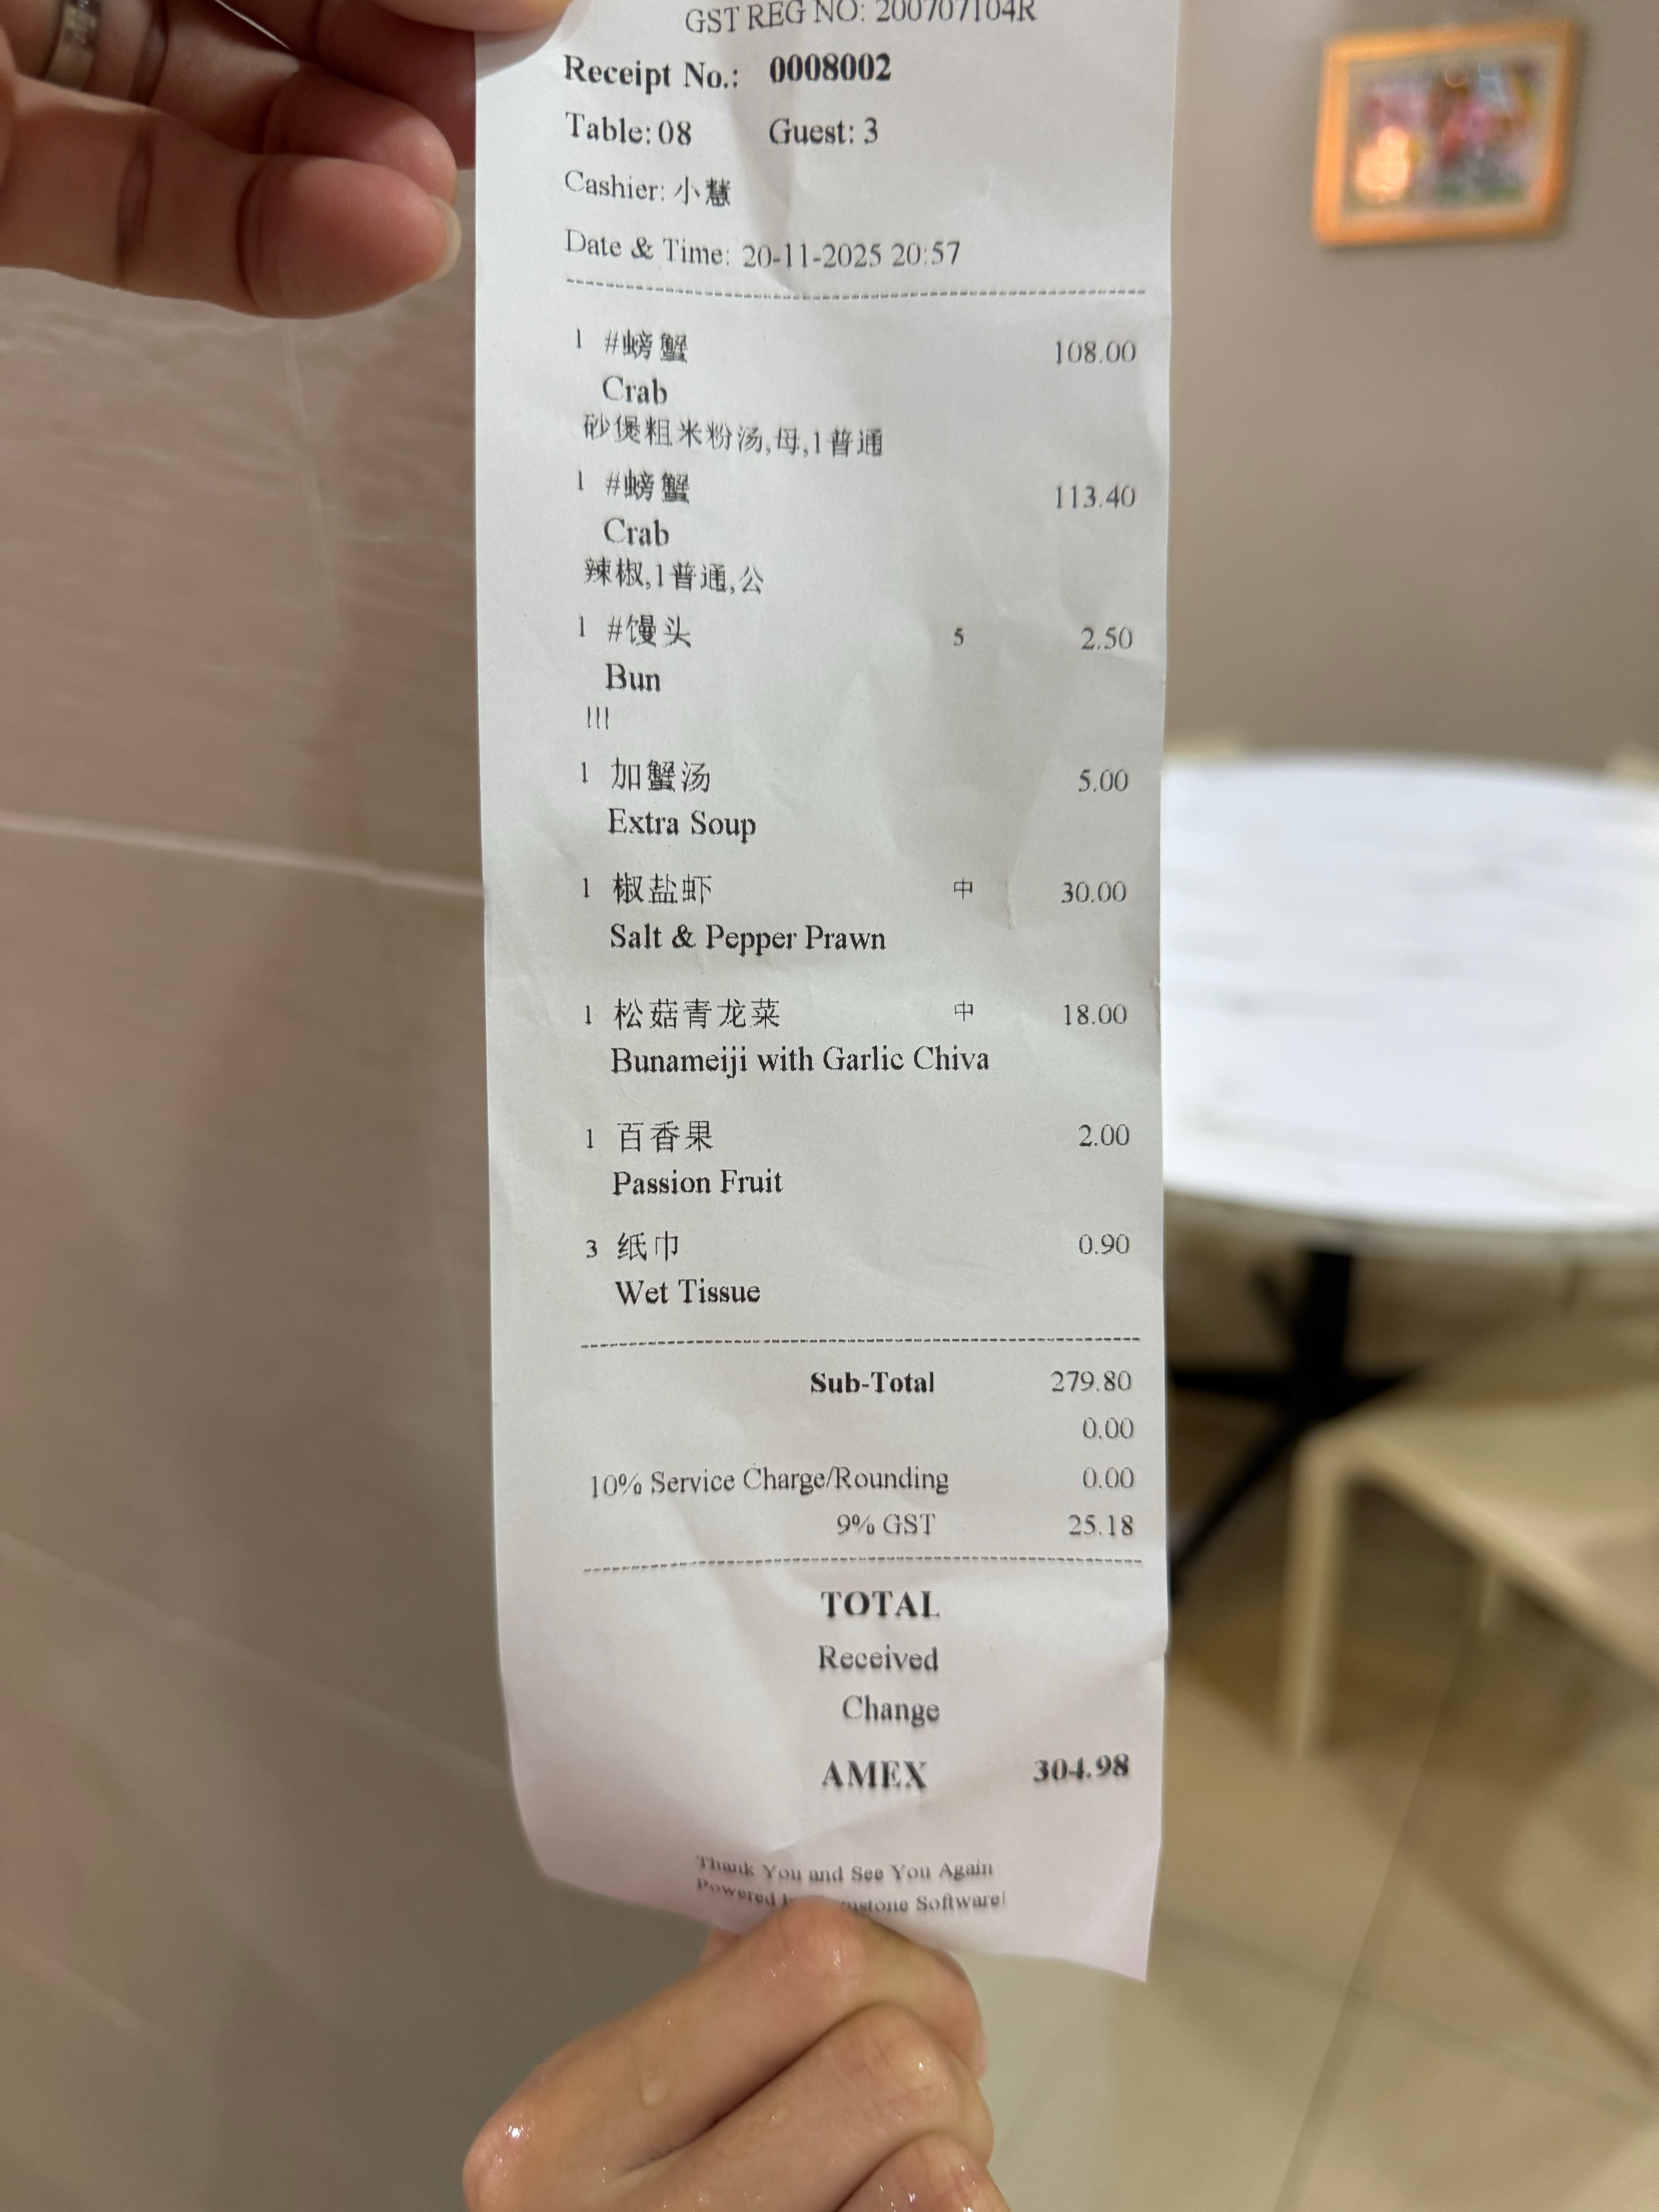 GST REG NO: 200707104R
Receipt No.: 0008002
Table: 08 Guest: 3
Cashier: 小慧
Date & Time: 20-11-2025 20:57
1 #螃蟹 108.00
Crab
砂煲粗米粉汤,母,1普通
1 #螃蟹 113.40
Crab
辣椒,1普通,公
1 #馒头 5 2.50
Bun
!!!
1 加蟹汤 5.00
Extra Soup
1 椒盐虾 中 30.00
Salt & Pepper Prawn
1 松菇青龙菜 中 18.00
Bunameiji with Garlic Chiva
1 百香果 2.00
Passion Fruit
3 纸巾 0.90
Wet Tissue
Sub-Total 279.80
0.00
10% Service Charge/Rounding 0.00
9% GST 25.18
TOTAL
Received
Change
AMEX 304.98
Thank You and See You Again
Powered Software!